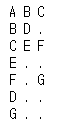 A B C
B D .
C E F
E . .
F . G
D . .
G . .